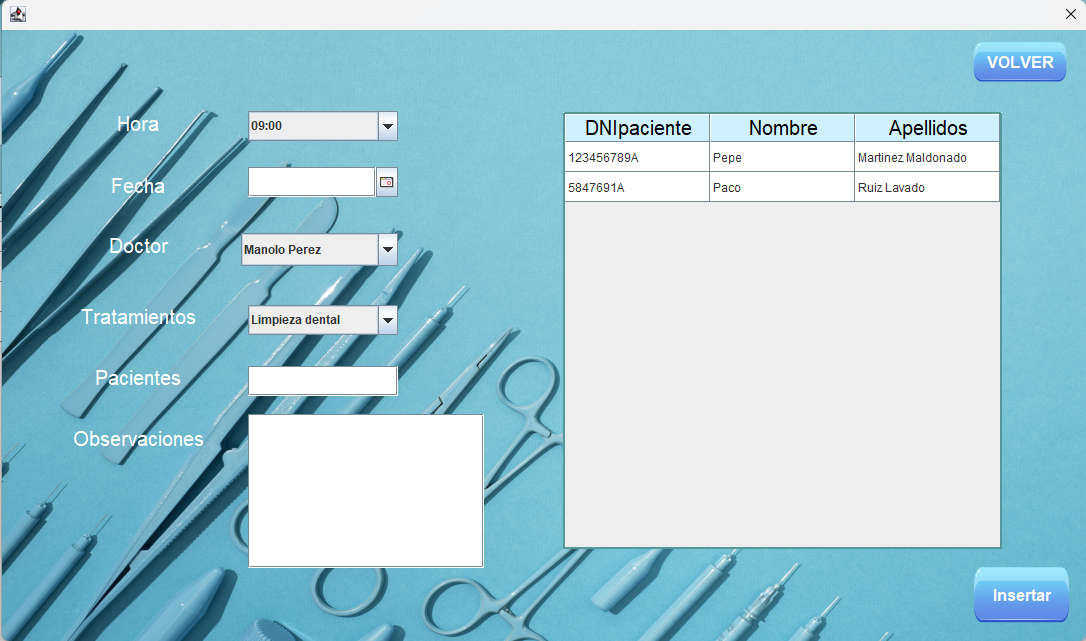 VOLVER
Hora
09:00
Fecha
Doctor
Manolo Perez
Tratamientos
Limpieza dental
Pacientes
Observaciones
DNIpaciente Nombre Apellidos
123456789A Pepe Martinez Maldonado
5847691A Paco Ruiz Lavado
Insertar